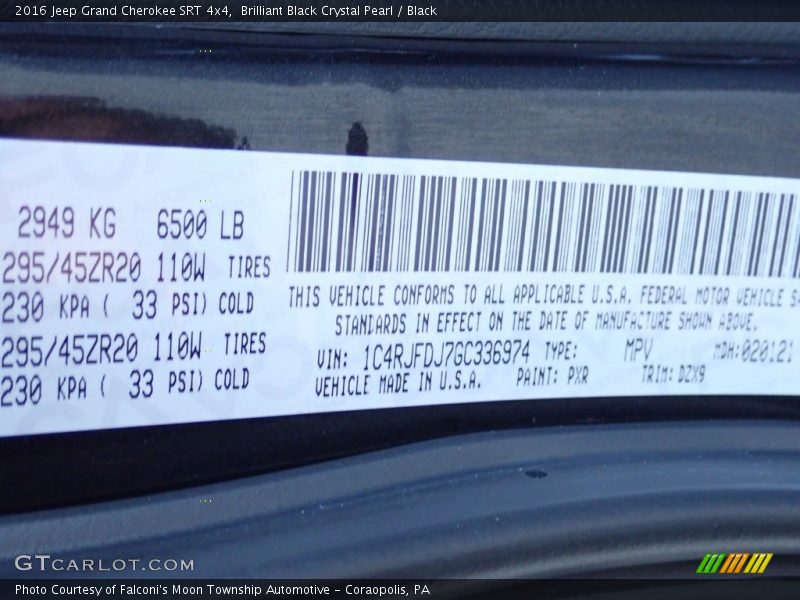 2016 Jeep Grand Cherokee SRT 4x4, Brilliant Black Crystal Pearl / Black
2949 KG 6500 LB
295/45ZR20 110W TIRES
230 KPA ( 33 PSI) COLD
295/45ZR20 110W TIRES
230 KPA ( 33 PSI) COLD
THIS VEHICLE CONFORMS TO ALL APPLICABLE U.S.A. FEDERAL MOTOR VEHICLE
STANDARDS IN EFFECT ON THE DATE OF MANUFACTURE SHOWN ABOVE.
VIN: 1C4RJFDJ7GC336974 TYPE: MPV MDH:020121
VEHICLE MADE IN U.S.A. PAINT: PXR TRIM: DZX9
GTCARLOT.COM
Photo Courtesy of Falconi's Moon Township Automotive - Coraopolis, PA